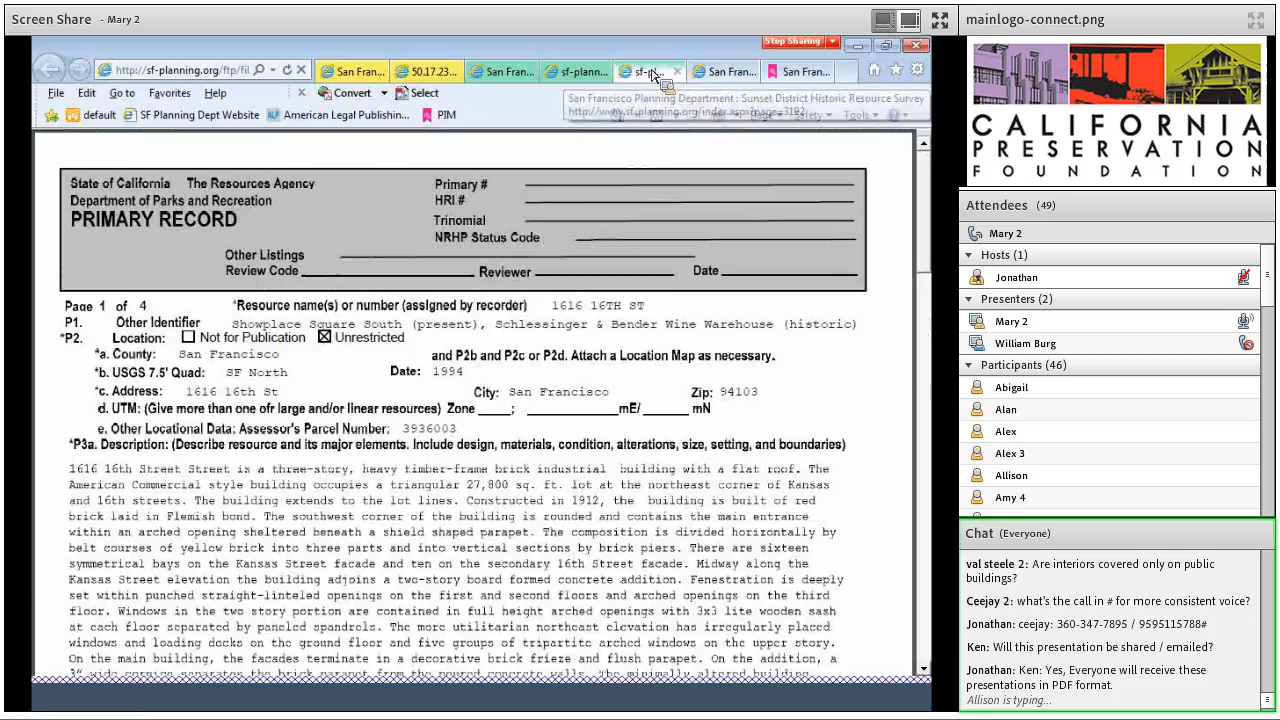 Screen Share - Mary 2
Stop Sharing
http://sf-planning.org/ftp/fil
San Fran...
50.17.23...
San Fran...
sf-plann...
sf-p...
San Fran...
San Fran...
File Edit Go to Favorites Help
Convert Select
default SF Planning Dept Website American Legal Publishin... PIM
San Francisco Planning Department : Sunset District Historic Resource Survey
State of California The Resources Agency
Department of Parks and Recreation
PRIMARY RECORD
Primary #
HRI #
Trinomial
NRHP Status Code
Other Listings
Review Code Reviewer Date
Page 1 of 4 *Resource name(s) or number (assigned by recorder) 1616 16TH ST
P1. Other Identifier Showplace Square South (present), Schlessinger & Bender Wine Warehouse (historic)
*P2. Location: Not for Publication Unrestricted
*a. County: San Francisco and P2b and P2c or P2d. Attach a Location Map as necessary.
*b. USGS 7.5' Quad: SF North Date: 1994
*c. Address: 1616 16th St City: San Francisco Zip: 94103
d. UTM: (Give more than one ofr large and/or linear resources) Zone ____; ________ mE/ ____ mN
e. Other Locational Data; Assessor's Parcel Number: 3936003
*P3a. Description: (Describe resource and its major elements. Include design, materials, condition, alterations, size, setting, and boundaries)
1616 16th Street Street is a three-story, heavy timber-frame brick industrial building with a flat roof. The
American Commercial style building occupies a triangular 27,800 sq. ft. lot at the northeast corner of Kansas
and 16th streets. The building extends to the lot lines. Constructed in 1912, the building is built of red
brick laid in Flemish bond. The southwest corner of the building is rounded and contains the main entrance
within an arched opening sheltered beneath a shield shaped parapet. The composition is divided horizontally by
belt courses of yellow brick into three parts and into vertical sections by brick piers. There are sixteen
symmetrical bays on the Kansas Street facade and ten on the secondary 16th Street facade. Midway along the
Kansas Street elevation the building adjoins a two-story board formed concrete addition. Fenestration is deeply
set within punched straight-linteled openings on the first and second floors and arched openings on the third
floor. Windows in the two story portion are contained in full height arched openings with 3x3 lite wooden sash
at each floor separated by paneled spandrels. The more utilitarian northeast elevation has irregularly placed
windows and loading docks on the ground floor and five groups of tripartite arched windows on the upper story.
On the main building, the facades terminate in a decorative brick frieze and flush parapet. On the addition, a
mainlogo-connect.png
CALIFORNIA
PRESERVATION
FOUNDATION
Attendees (49)
Mary 2
Hosts (1)
Jonathan
Presenters (2)
Mary 2
William Burg
Participants (46)
Abigail
Alan
Alex
Alex 3
Allison
Amy 4
Chat (Everyone)
val steele 2: Are interiors covered only on public
buildings?
Ceejay 2: what's the call in # for more consistent voice?
Jonathan: ceejay: 360-347-7895 / 9595115788#
Ken: Will this presentation be shared / emailed?
Jonathan: Ken: Yes, Everyone will receive these
presentations in PDF format.
Allison is typing...